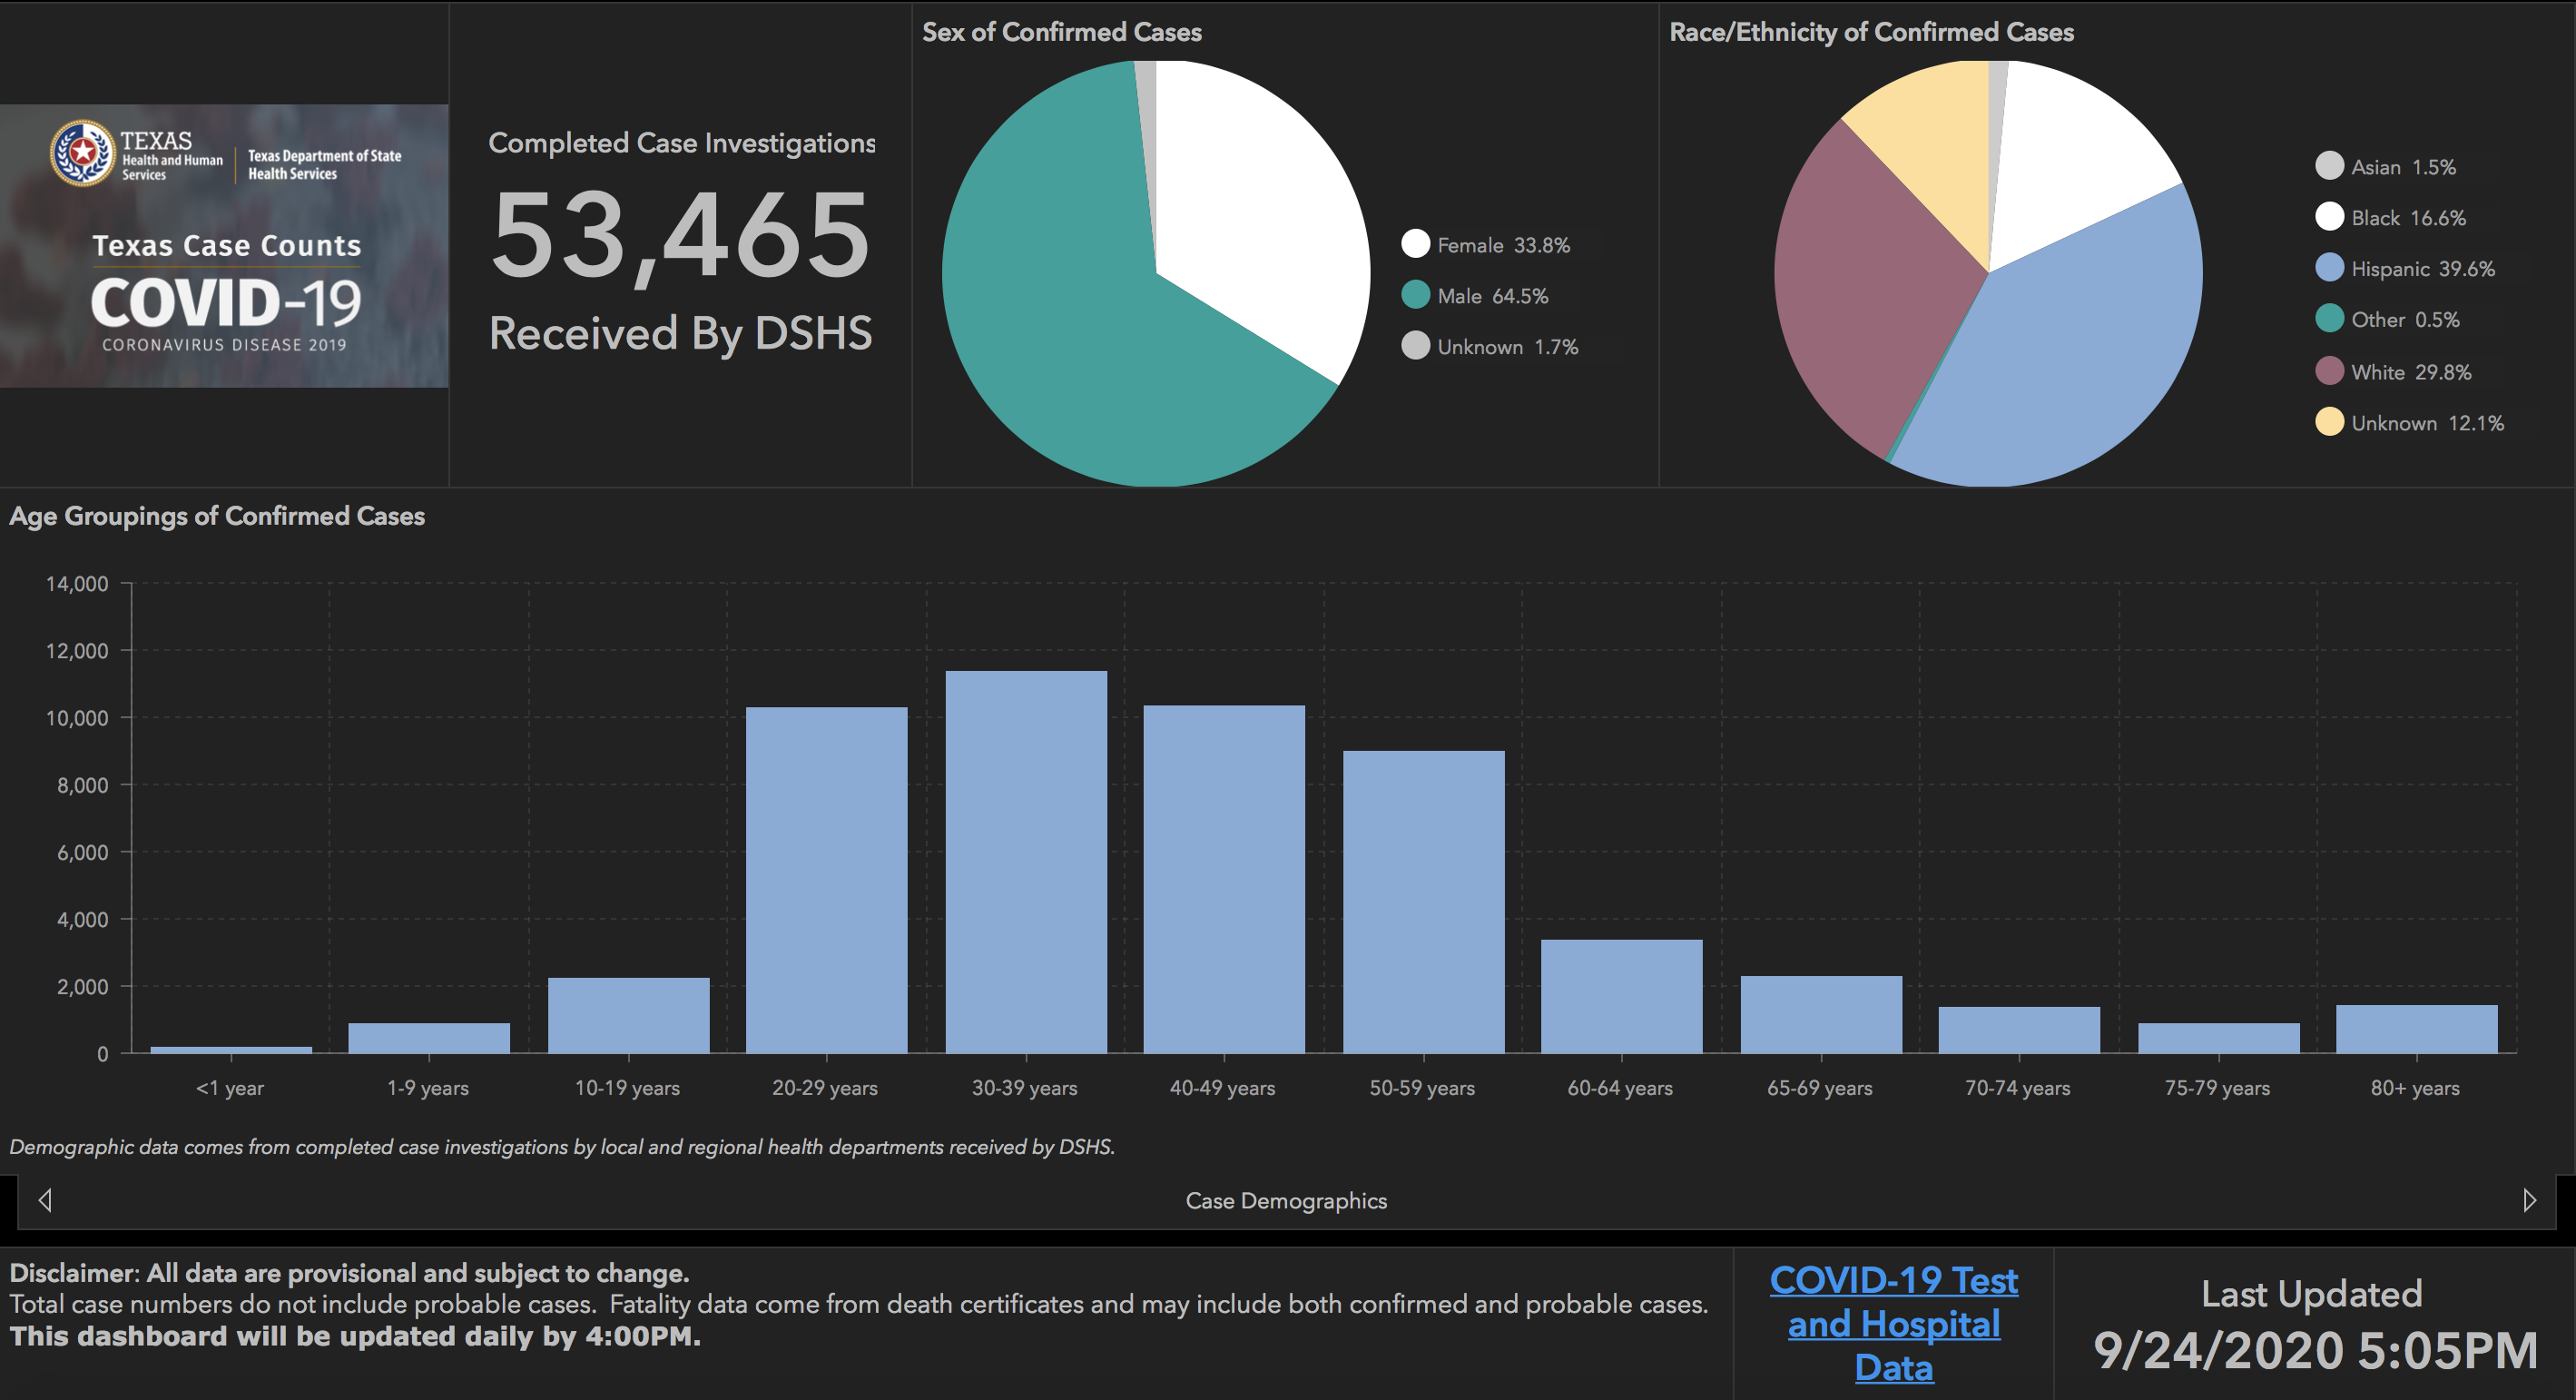 TEXAS
Health and Human
Services
Texas Department of State
Health Services
Texas Case Counts
COVID-19
CORONAVIRUS DISEASE 2019
Completed Case Investigations
53,465
Received By DSHS
Sex of Confirmed Cases
Female 33.8%
Male 64.5%
Unknown 1.7%
Race/Ethnicity of Confirmed Cases
Asian 1.5%
Black 16.6%
Hispanic 39.6%
Other 0.5%
White 29.8%
Unknown 12.1%
Age Groupings of Confirmed Cases
14,000
12,000
10,000
8,000
6,000
4,000
2,000
0
<1 year 1-9 years 10-19 years 20-29 years 30-39 years 40-49 years 50-59 years 60-64 years 65-69 years 70-74 years 75-79 years 80+ years
Demographic data comes from completed case investigations by local and regional health departments received by DSHS.
Case Demographics
Disclaimer: All data are provisional and subject to change.
Total case numbers do not include probable cases. Fatality data come from death certificates and may include both confirmed and probable cases.
This dashboard will be updated daily by 4:00PM.
COVID-19 Test
and Hospital
Data
Last Updated
9/24/2020 5:05PM